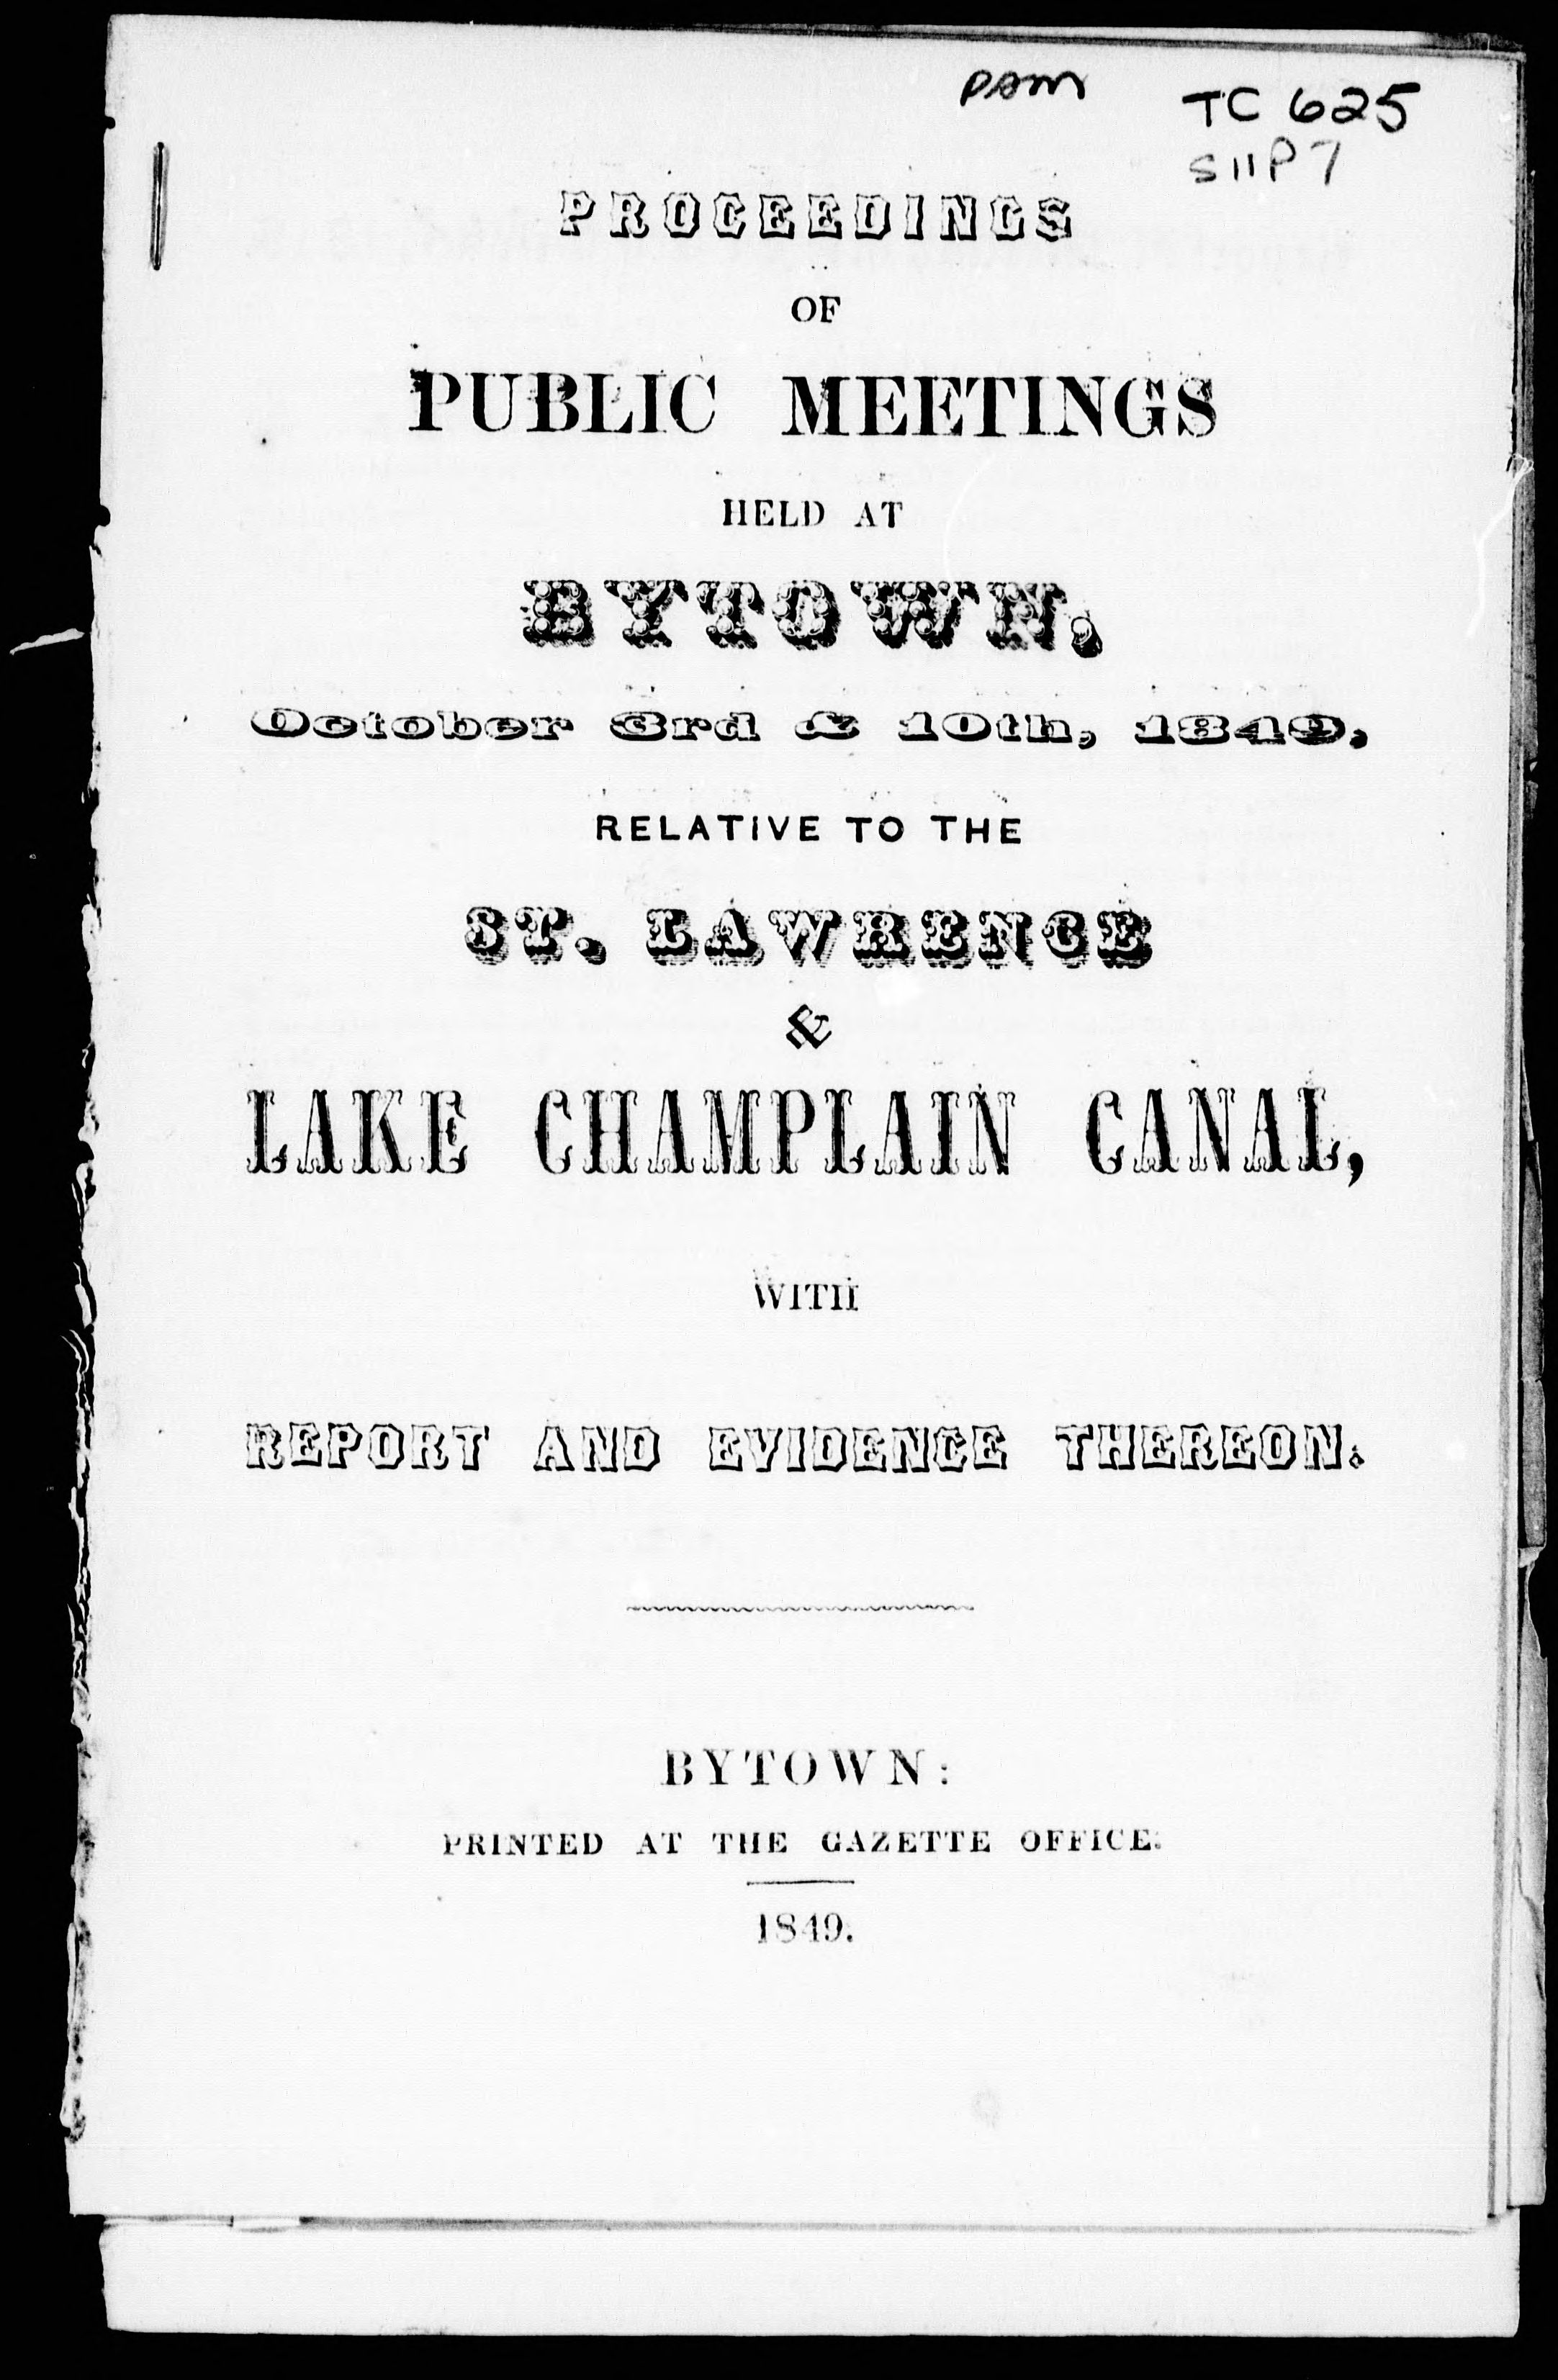 PAM
TC 625
S11P7
PROCEEDINGS
OF
PUBLIC MEETINGS
HELD AT
BYTOWN,
October 3rd & 10th, 1849,
RELATIVE TO THE
ST. LAWRENCE
&
LAKE CHAMPLAIN CANAL,
WITH
REPORT AND EVIDENCE THEREON.
BYTOWN:
PRINTED AT THE GAZETTE OFFICE.
1849.